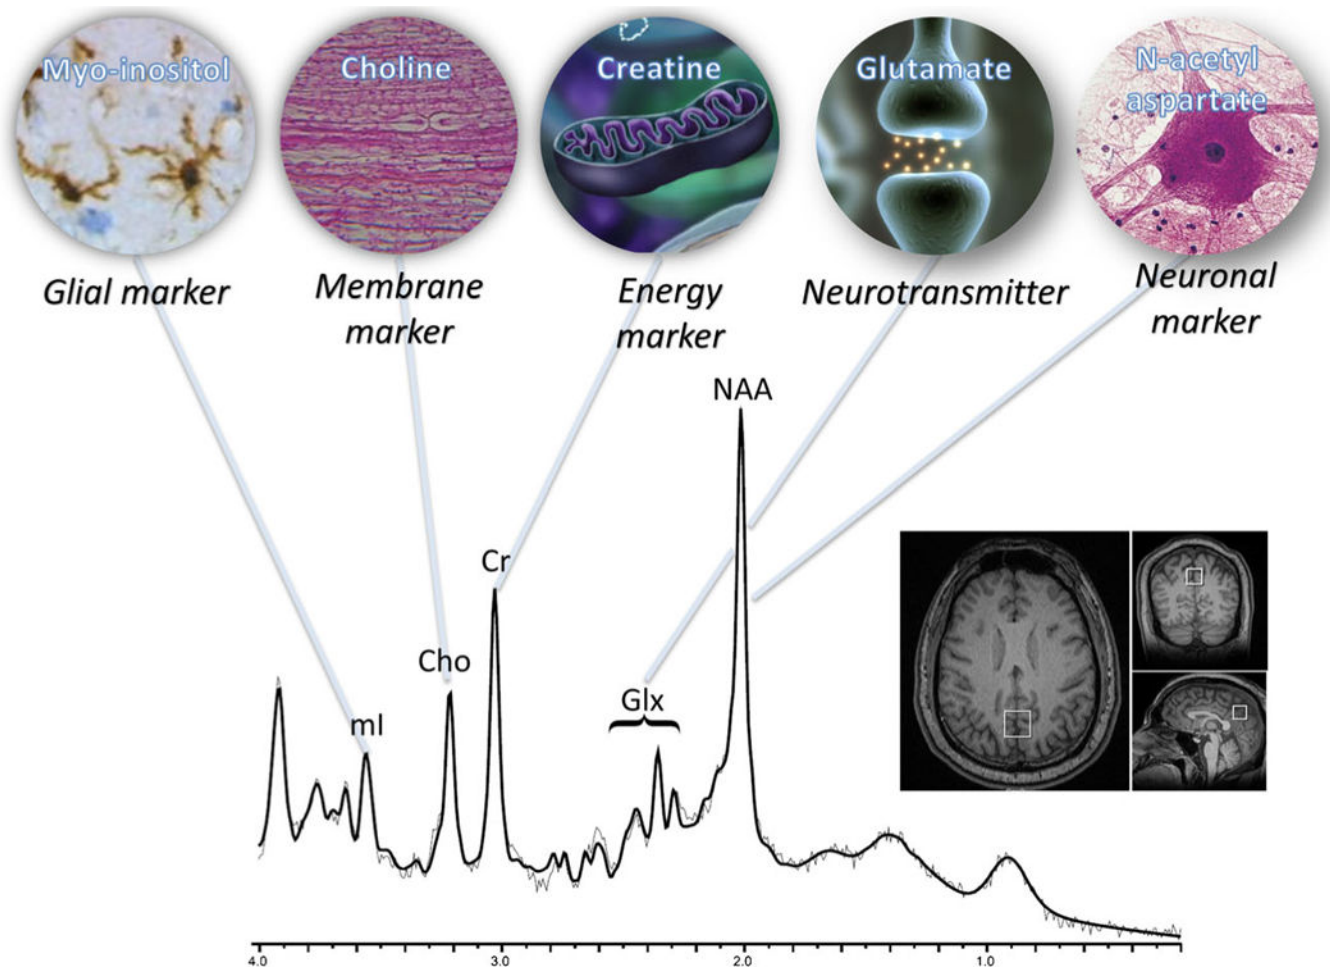 Myo-inositol
Choline
Creatine
Glutamate
N-acetyl
aspartate
Glial marker
Membrane
marker
Energy
marker
Neurotransmitter
Neuronal
marker
NAA
Cr
Cho
Glx
mI
4.0
3.0
2.0
1.0